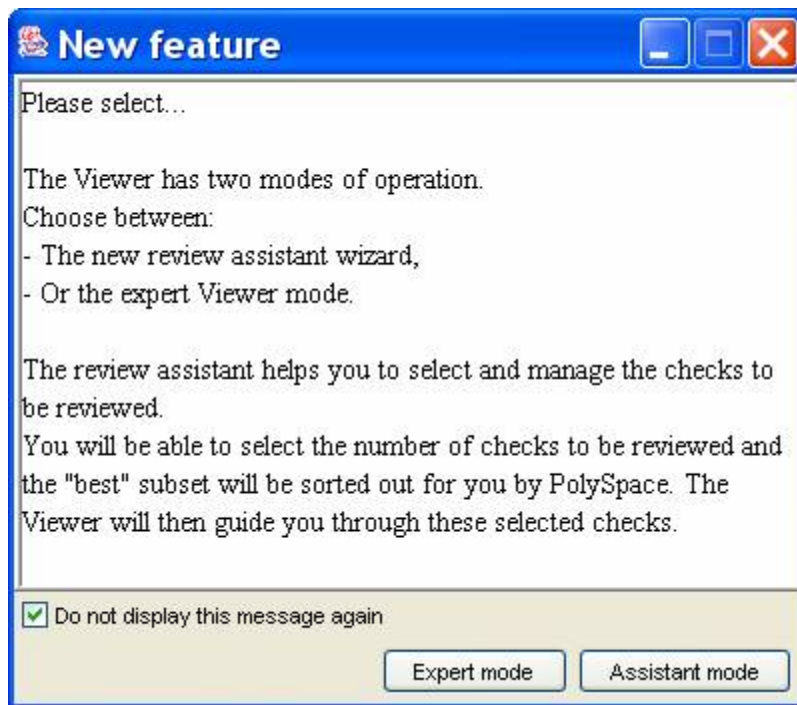 New feature
Please select...
The Viewer has two modes of operation.
Choose between:
- The new review assistant wizard,
- Or the expert Viewer mode.
The review assistant helps you to select and manage the checks to
be reviewed.
You will be able to select the number of checks to be reviewed and
the "best" subset will be sorted out for you by PolySpace. The
Viewer will then guide you through these selected checks.
Do not display this message again
Expert mode
Assistant mode